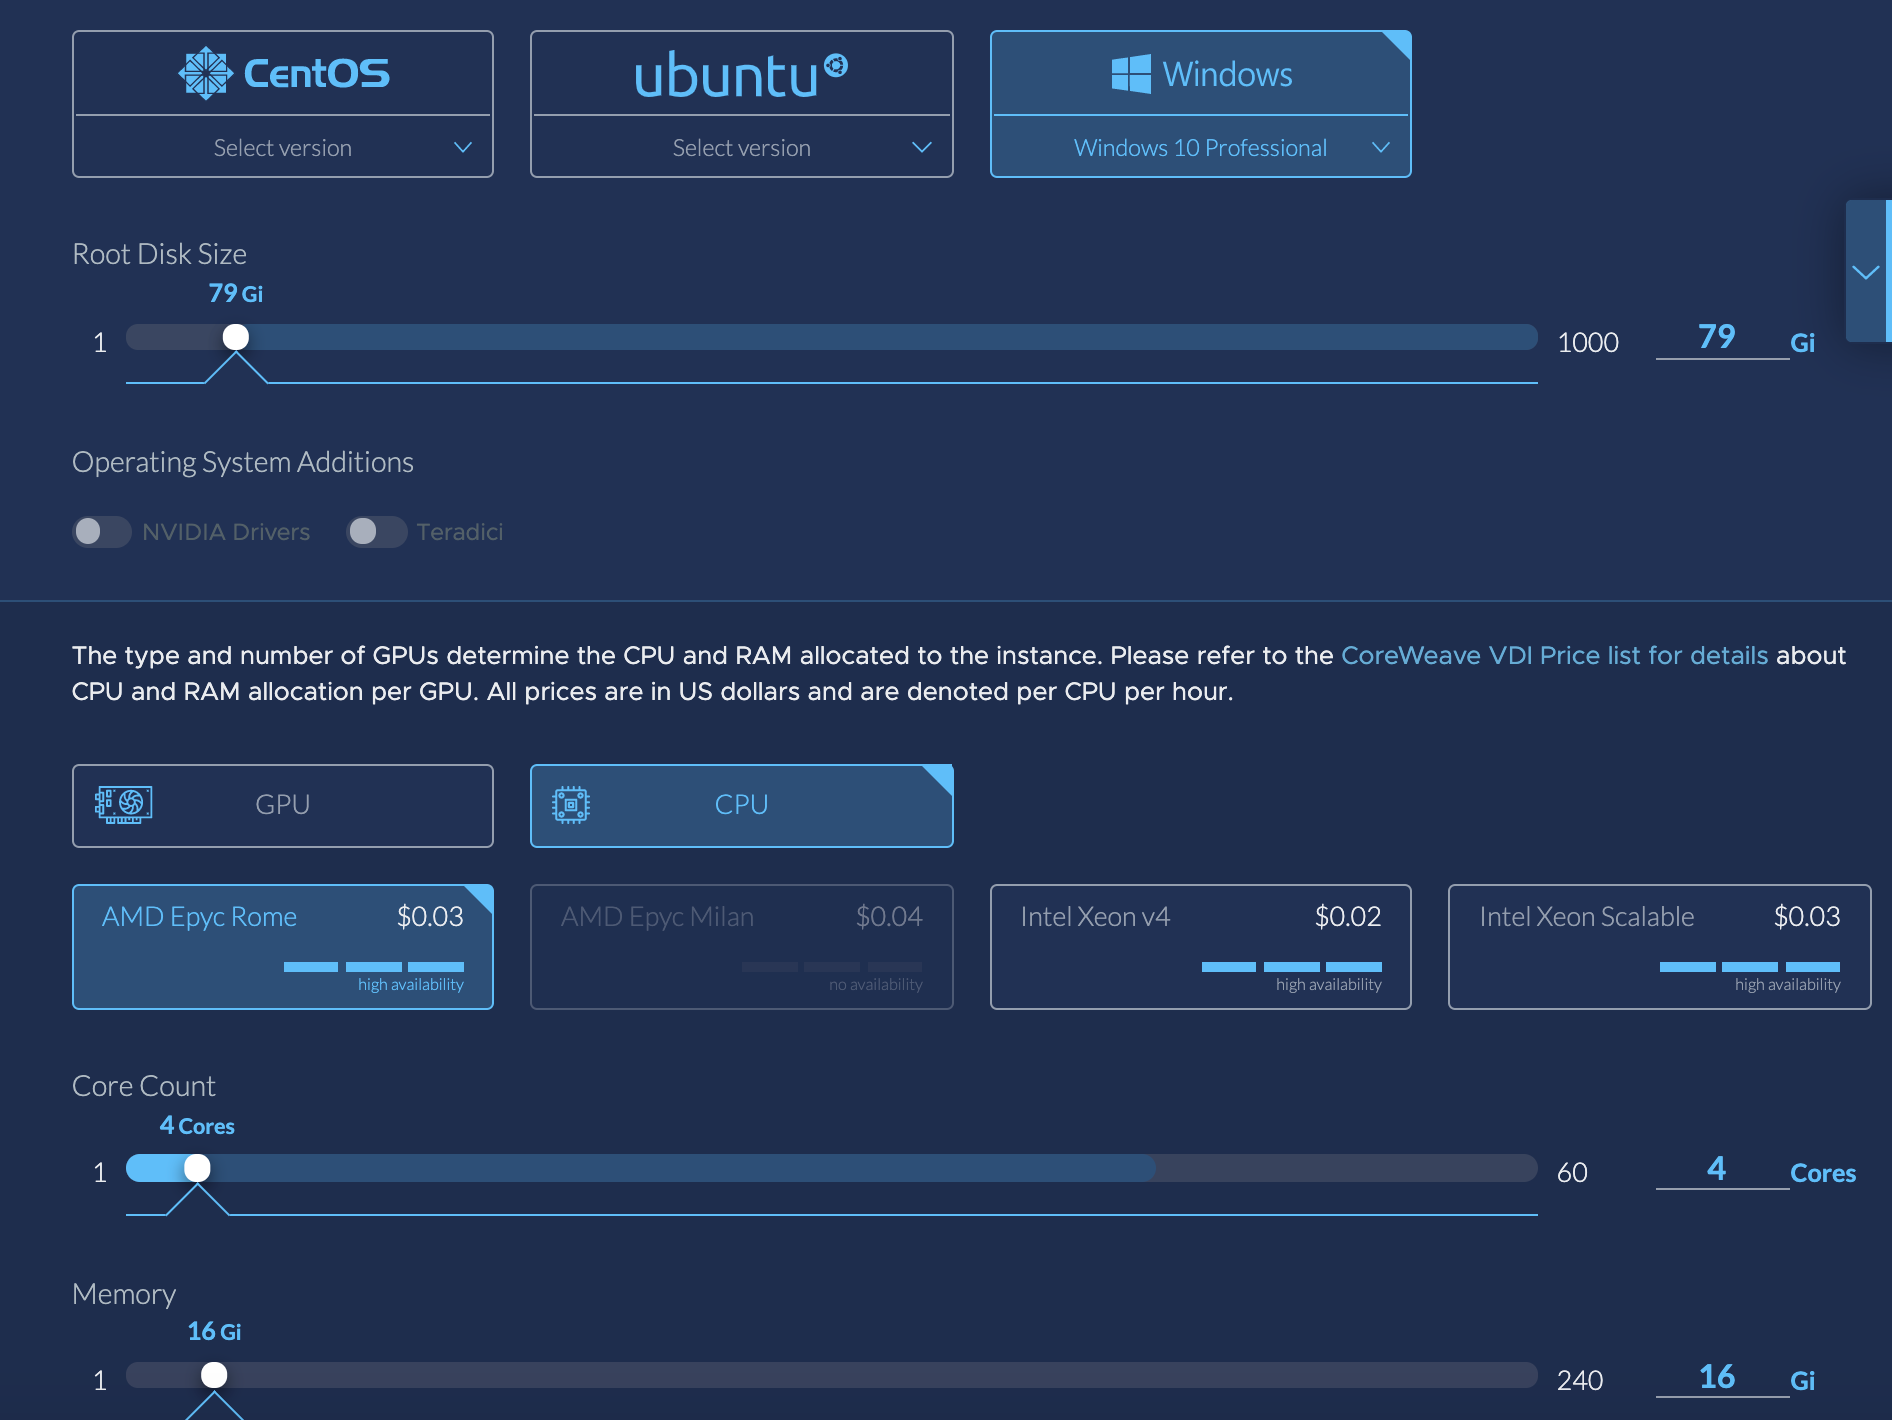 CentOS
ubuntu
Windows
Select version
Select version
Windows 10 Professional
Root Disk Size
79 Gi
1
1000
79 Gi
Operating System Additions
NVIDIA Drivers
Teradici
The type and number of GPUs determine the CPU and RAM allocated to the instance. Please refer to the CoreWeave VDI Price list for details about
CPU and RAM allocation per GPU. All prices are in US dollars and are denoted per CPU per hour.
GPU
CPU
AMD Epyc Rome $0.03
high availability
AMD Epyc Milan $0.04
no availability
Intel Xeon v4 $0.02
high availability
Intel Xeon Scalable $0.03
high availability
Core Count
4 Cores
1
60
4 Cores
Memory
16 Gi
1
240
16 Gi